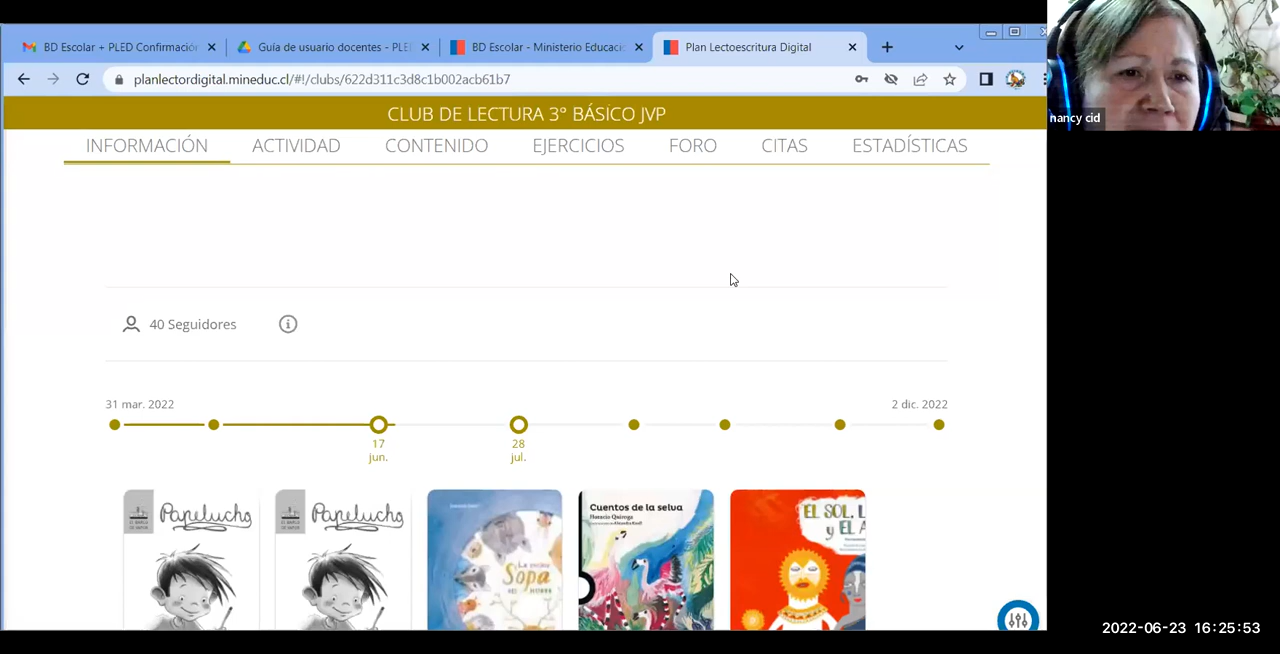 BD Escolar + PLED Confirmació
Guía de usuario docentes - PLE
BD Escolar - Ministerio Educaci
Plan Lectoescritura Digital
planlectordigital.mineduc.cl/#!/clubs/622d311c3d8c1b002acb61b7
nancy cid
CLUB DE LECTURA 3° BÁSICO JVP
INFORMACIÓN ACTIVIDAD CONTENIDO EJERCICIOS FORO CITAS ESTADÍSTICAS
40 Seguidores
31 mar. 2022
2 dic. 2022
17
jun.
28
jul.
Papelucho
Papelucho
Sopa
Cuentos de la selva
Horacio Quiroga
EL SOL, L
y EL A
2022-06-23 16:25:53